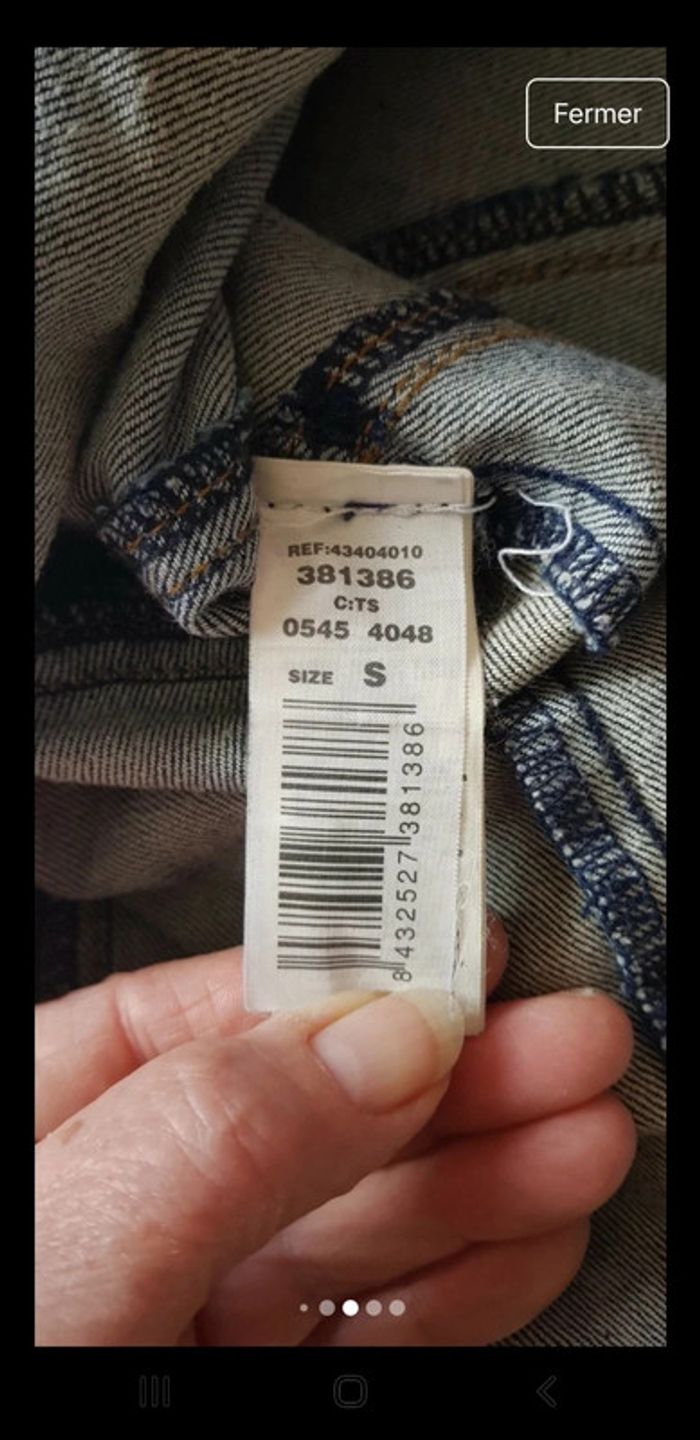 Fermer
REF:43404010
381386
C:TS
0545 4048
SIZE S
8 432527 381386